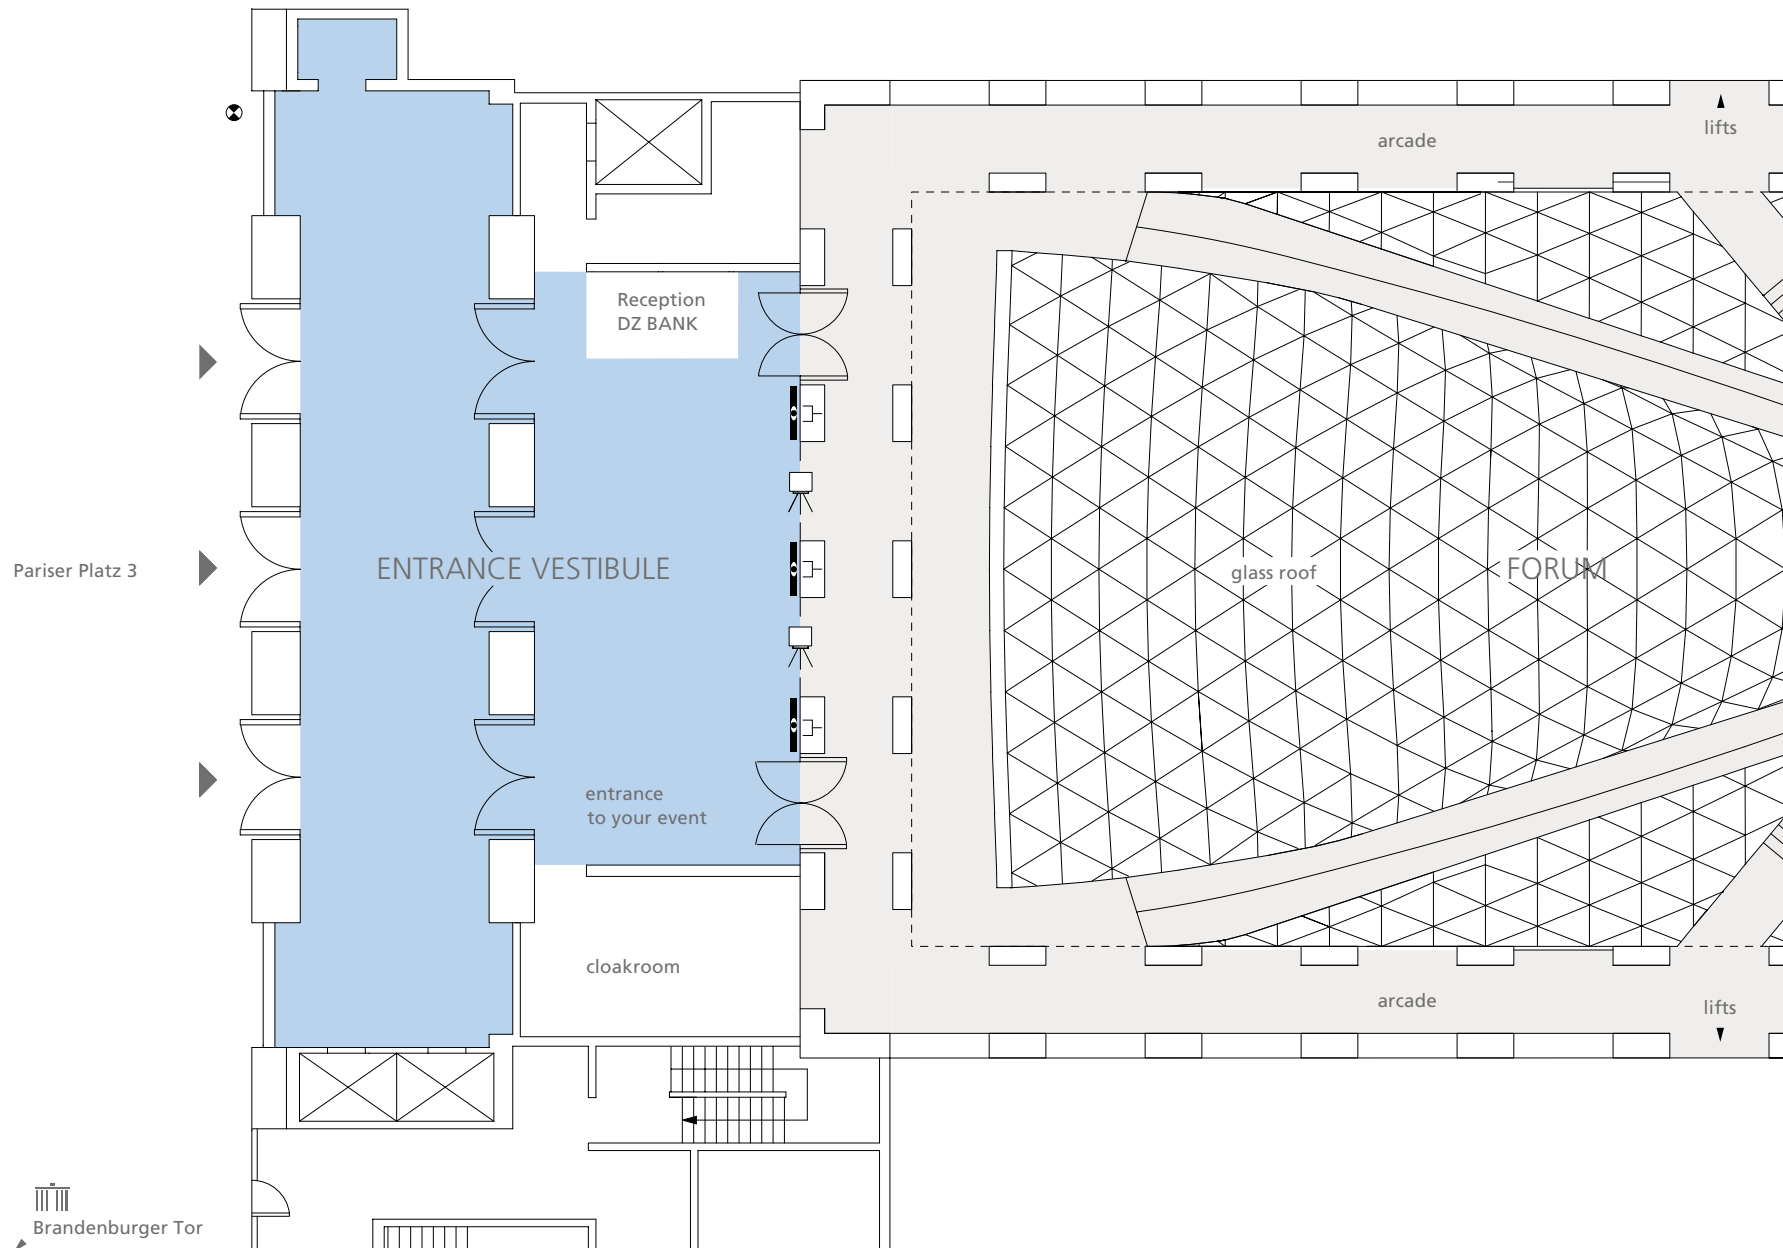 arcade
lifts
Reception
DZ BANK
Pariser Platz 3
ENTRANCE VESTIBULE
glass roof
FORUM
entrance
to your event
cloakroom
arcade
lifts
Brandenburger Tor